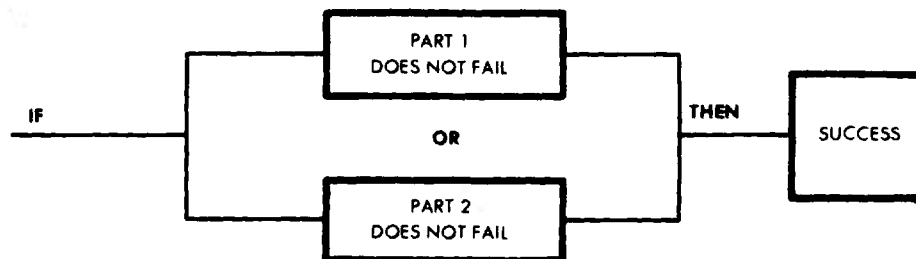 PART 1
DOES NOT FAIL
IF
OR
THEN
SUCCESS
PART 2
DOES NOT FAIL